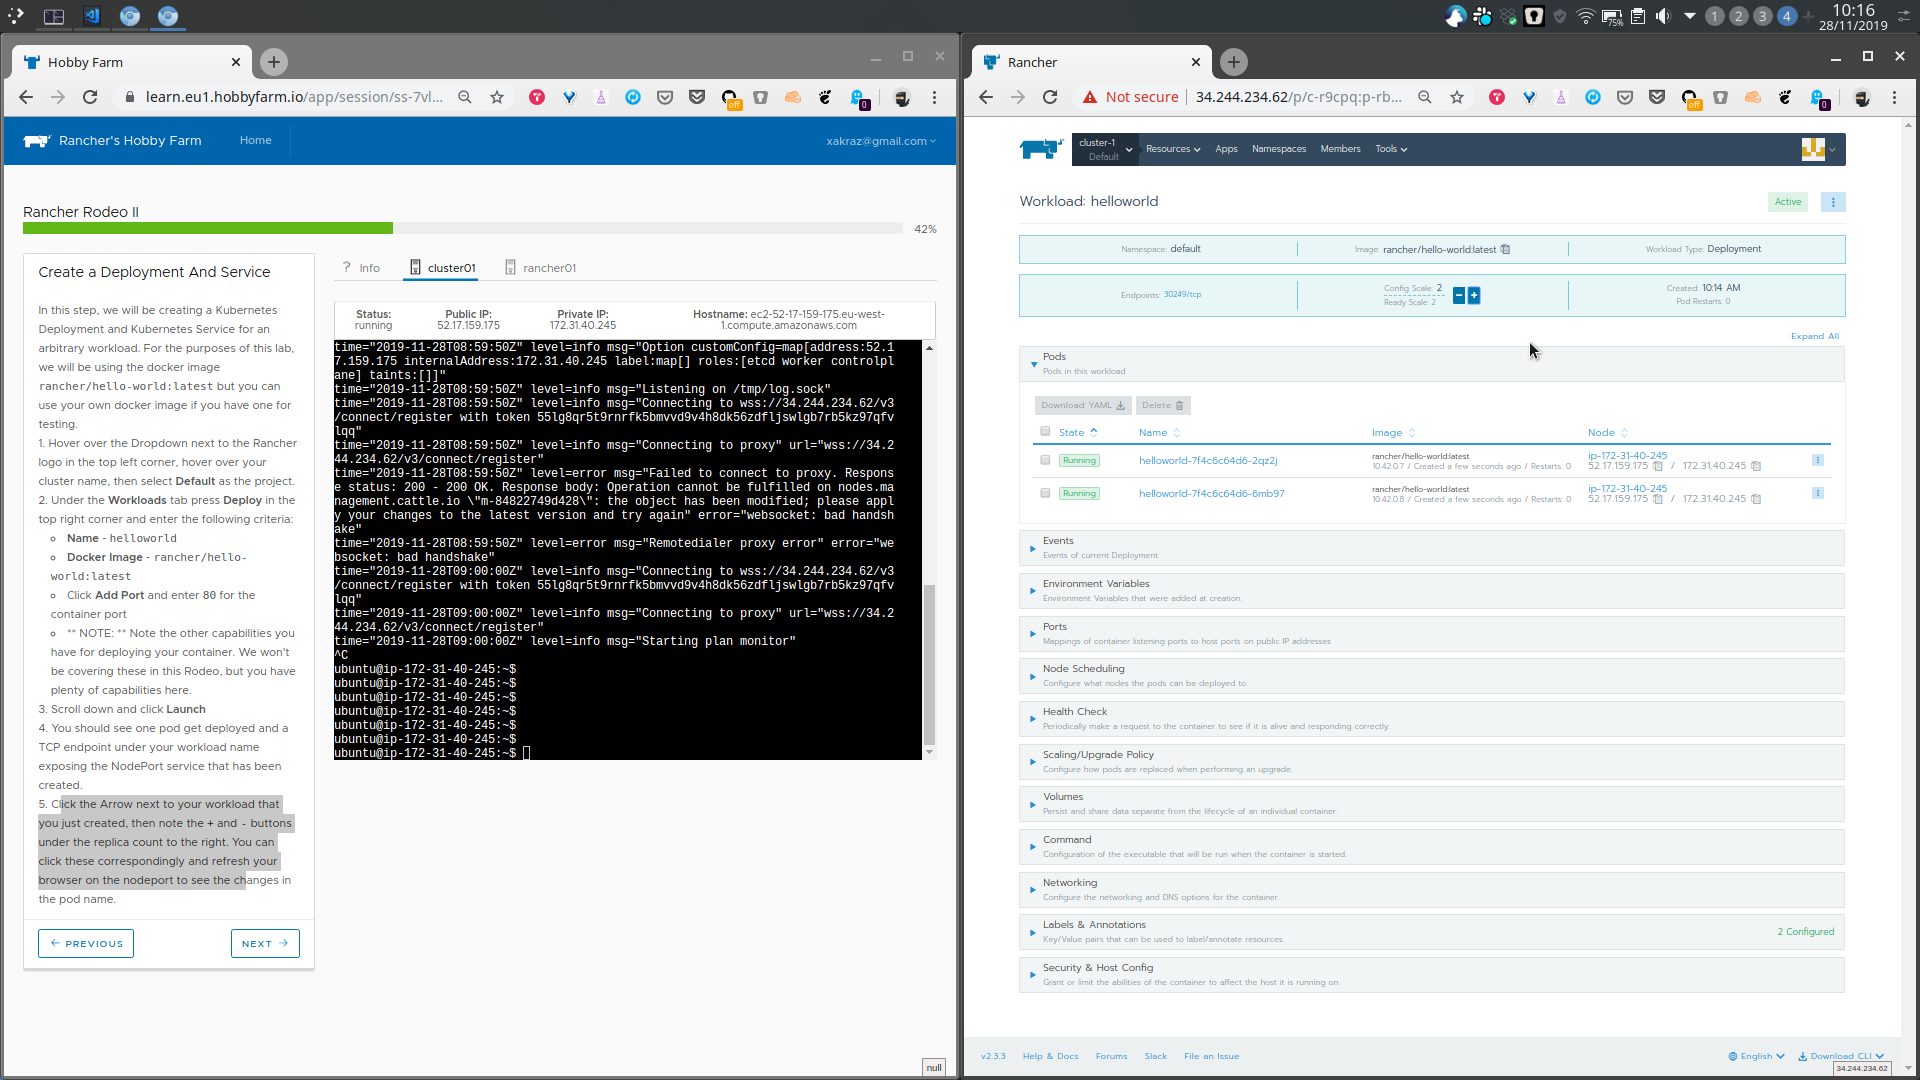 75%
1
2
3
4
10:16
28/11/2019
Hobby Farm
learn.eu1.hobbyfarm.io/app/session/ss-7vl...
off
0
Rancher's Hobby Farm
Home
xakraz@gmail.com
Rancher Rodeo II
42%
Create a Deployment And Service
In this step, we will be creating a Kubernetes
Deployment and Kubernetes Service for an
arbitrary workload. For the purposes of this lab,
we will be using the docker image
rancher/hello-world:latest but you can
use your own docker image if you have one for
testing.
1. Hover over the Dropdown next to the Rancher
logo in the top left corner, hover over your
cluster name, then select Default as the project.
2. Under the Workloads tab press Deploy in the
top right corner and enter the following criteria:
Name - helloworld
Docker Image - rancher/hello-
world:latest
Click Add Port and enter 80 for the
container port
** NOTE: ** Note the other capabilities you
have for deploying your container. We won't
be covering these in this Rodeo, but you have
plenty of capabilities here.
3. Scroll down and click Launch
4. You should see one pod get deployed and a
TCP endpoint under your workload name
exposing the NodePort service that has been
created.
5. Click the Arrow next to your workload that
you just created, then note the + and - buttons
under the replica count to the right. You can
click these correspondingly and refresh your
browser on the nodeport to see the changes in
the pod name.
PREVIOUS
NEXT
? Info
cluster01
rancher01
Status:
running
Public IP:
52.17.159.175
Private IP:
172.31.40.245
Hostname: ec2-52-17-159-175.eu-west-
1.compute.amazonaws.com
time="2019-11-28T08:59:50Z" level=info msg="Option customConfig=map[address:52.1
7.159.175 internalAddress:172.31.40.245 label:map[] roles:[etcd worker controlpl
ane] taints:[]]"
time="2019-11-28T08:59:50Z" level=info msg="Listening on /tmp/log.sock"
time="2019-11-28T08:59:50Z" level=info msg="Connecting to wss://34.244.234.62/v3
/connect/register with token 55lg8qr5t9rnrfk5bmvvd9v4h8dk56zdfljswlgb7rb5kz97qfv
lqq"
time="2019-11-28T08:59:50Z" level=info msg="Connecting to proxy" url="wss://34.2
44.234.62/v3/connect/register"
time="2019-11-28T08:59:50Z" level=error msg="Failed to connect to proxy. Respons
e status: 200 - 200 OK. Response body: Operation cannot be fulfilled on nodes.ma
nagement.cattle.io \"m-84822749d428\": the object has been modified; please appl
y your changes to the latest version and try again" error="websocket: bad handsh
ake"
time="2019-11-28T08:59:50Z" level=error msg="Remotedialer proxy error" error="we
bsocket: bad handshake"
time="2019-11-28T09:00:00Z" level=info msg="Connecting to wss://34.244.234.62/v3
/connect/register with token 55lg8qr5t9rnrfk5bmvvd9v4h8dk56zdfljswlgb7rb5kz97qfv
lqq"
time="2019-11-28T09:00:00Z" level=info msg="Connecting to proxy" url="wss://34.2
44.234.62/v3/connect/register"
time="2019-11-28T09:00:00Z" level=info msg="Starting plan monitor"
^C
ubuntu@ip-172-31-40-245:~$
ubuntu@ip-172-31-40-245:~$
ubuntu@ip-172-31-40-245:~$
ubuntu@ip-172-31-40-245:~$
ubuntu@ip-172-31-40-245:~$
ubuntu@ip-172-31-40-245:~$
ubuntu@ip-172-31-40-245:~$
null
Rancher
Not secure
34.244.234.62/p/c-r9cpq:p-rb...
off
0
cluster-1
Default
Resources
Apps
Namespaces
Members
Tools
Workload: helloworld
Active
Namespace: default
Image: rancher/hello-world:latest
Workload Type: Deployment
Endpoints: 30249/tcp
Config Scale: 2
Ready Scale: 2
Created: 10:14 AM
Pod Restarts: 0
Expand All
Pods
Pods in this workload
Download YAML
Delete
State
Name
Image
Node
Running
helloworld-7f4c6c64d6-2qz2j
rancher/hello-world:latest
10.42.0.7 / Created a few seconds ago / Restarts: 0
ip-172-31-40-245
52.17.159.175 / 172.31.40.245
Running
helloworld-7f4c6c64d6-6mb97
rancher/hello-world:latest
10.42.0.8 / Created a few seconds ago / Restarts: 0
ip-172-31-40-245
52.17.159.175 / 172.31.40.245
Events
Events of current Deployment
Environment Variables
Environment Variables that were added at creation.
Ports
Mappings of container listening ports to host ports on public IP addresses
Node Scheduling
Configure what nodes the pods can be deployed to.
Health Check
Periodically make a request to the container to see if it is alive and responding correctly.
Scaling/Upgrade Policy
Configure how pods are replaced when performing an upgrade.
Volumes
Persist and share data separate from the lifecycle of an individual container.
Command
Configuration of the executable that will be run when the container is started.
Networking
Configure the networking and DNS options for the container.
Labels & Annotations
Key/Value pairs that can be used to label/annotate resources.
2 Configured
Security & Host Config
Grant or limit the abilities of the container to affect the host it is running on.
v2.3.3
Help & Docs
Forums
Slack
File an Issue
English
Download CLI
34.244.234.62